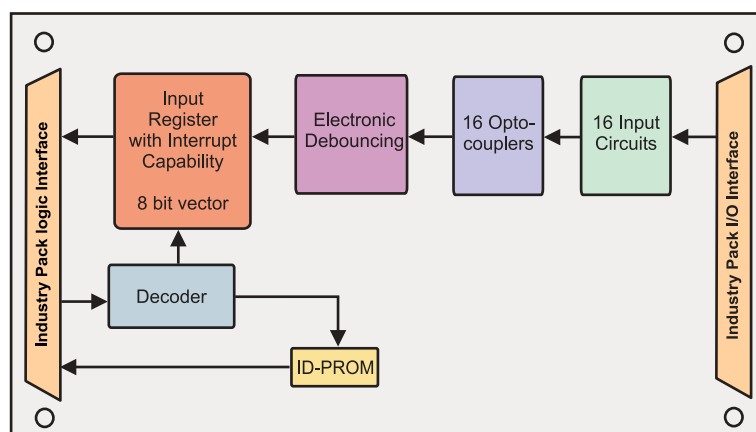 Industry Pack logic Interface
Input
Register
with Interrupt
Capability
8 bit vector
Electronic
Debouncing
16 Opto-
couplers
16 Input
Circuits
Industry Pack I/O Interface
Decoder
ID-PROM